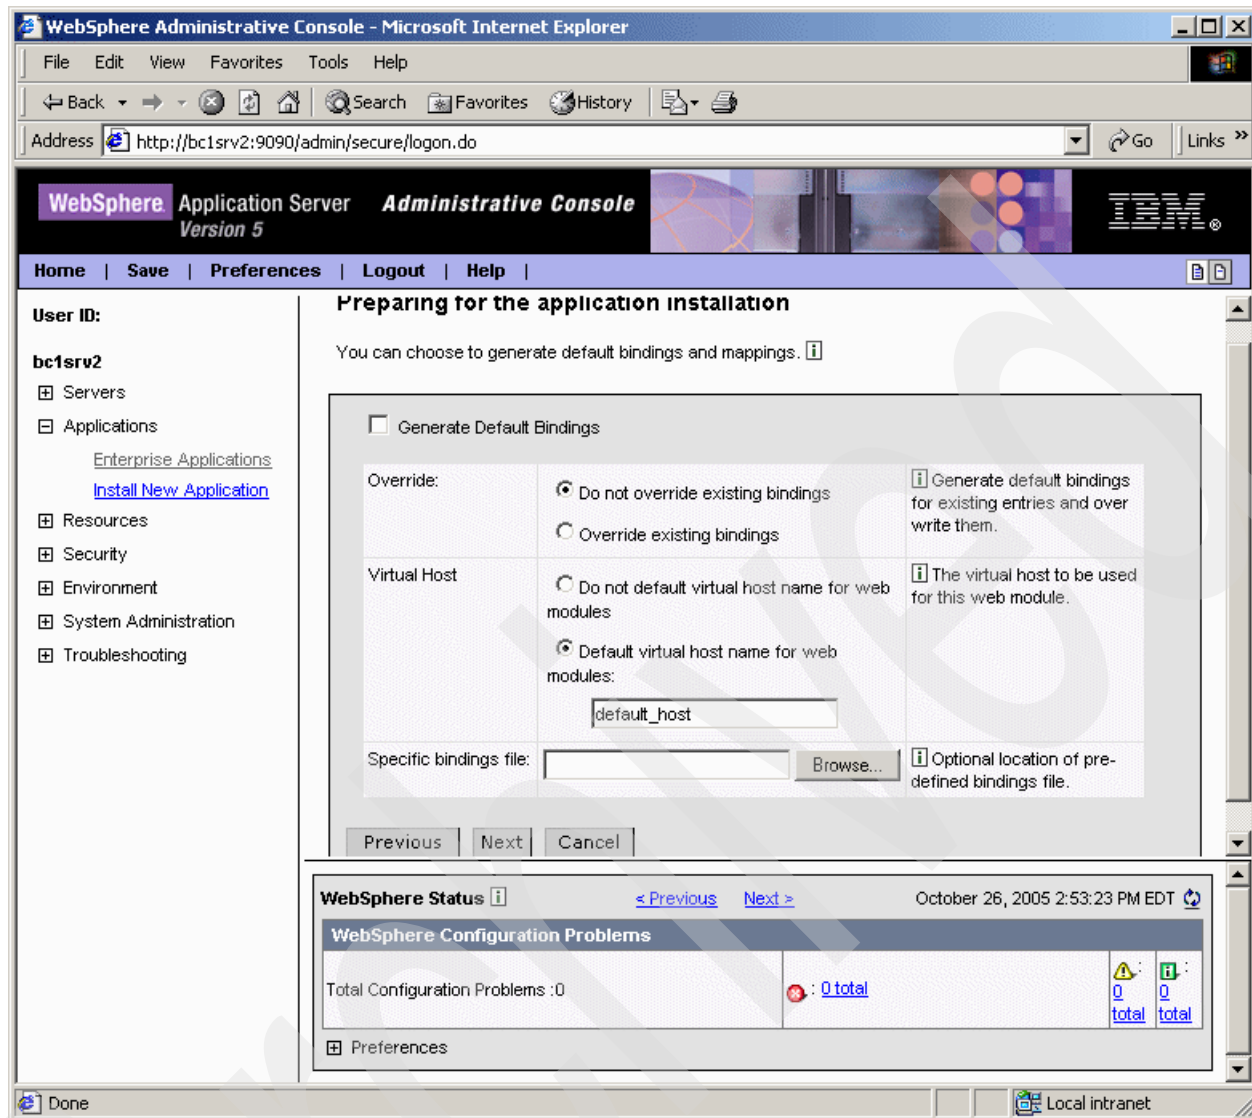 WebSphere Administrative Console - Microsoft Internet Explorer
File Edit View Favorites Tools Help
Back Search Favorites History
Address http://bc1srv2:9090/admin/secure/logon.do Go Links »
WebSphere. Application Server Administrative Console
Version 5
IBM®
Home | Save | Preferences | Logout | Help |
User ID:
bc1srv2
Servers
Applications
Enterprise Applications
Install New Application
Resources
Security
Environment
System Administration
Troubleshooting
Preparing for the application installation
You can choose to generate default bindings and mappings. i
Generate Default Bindings
Override:
Do not override existing bindings
Override existing bindings
i Generate default bindings
for existing entries and over
write them.
Virtual Host
Do not default virtual host name for web
modules
Default virtual host name for web
modules:
default_host
i The virtual host to be used
for this web module.
Specific bindings file:
Browse...
i Optional location of pre-
defined bindings file.
Previous Next Cancel
WebSphere Status i < Previous Next > October 26, 2005 2:53:23 PM EDT
WebSphere Configuration Problems
Total Configuration Problems :0
: 0 total
: 0
total
i : 0
total
Preferences
Done
Local intranet